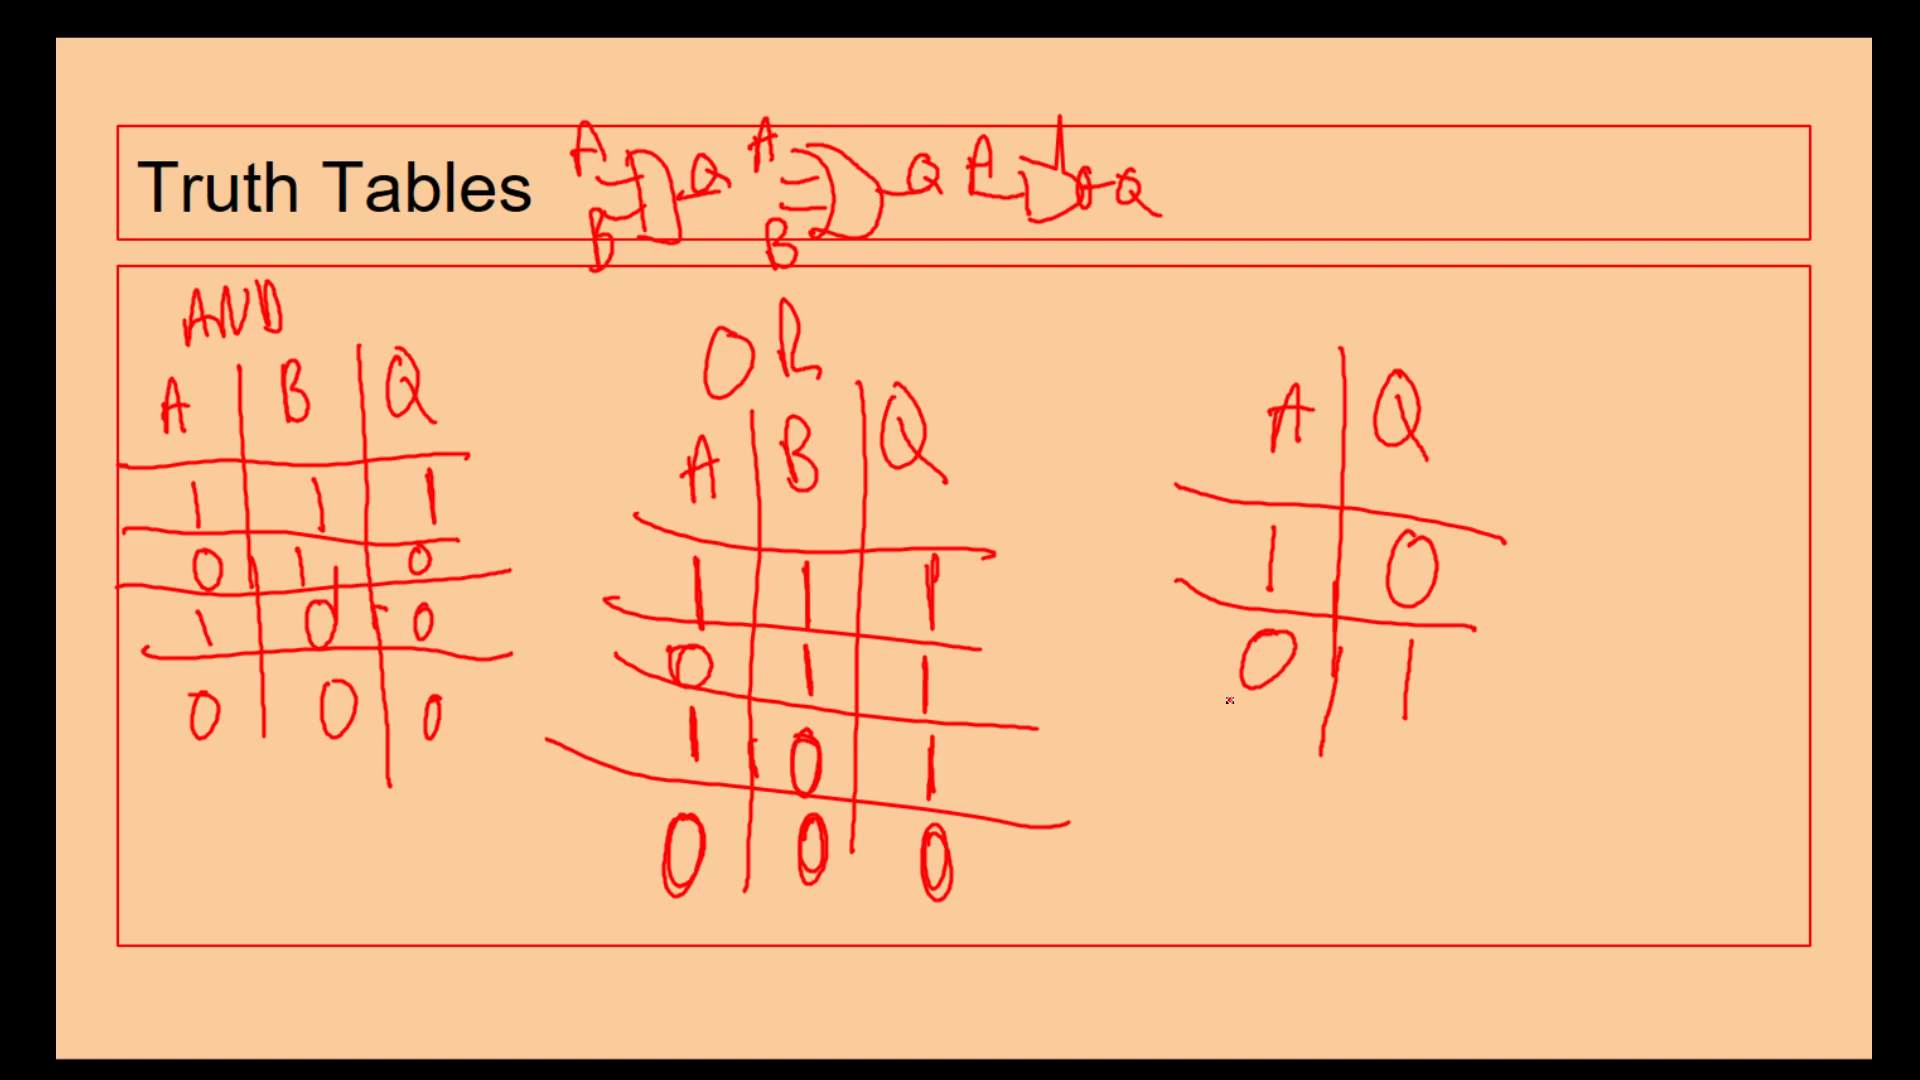 Truth Tables
A B Q
A B Q
A Q
AND
A B Q
1 1 1
0 1 0
1 0 0
0 0 0
OR
A B Q
1 1 1
0 1 1
1 0 1
0 0 0
A Q
1 0
0 1